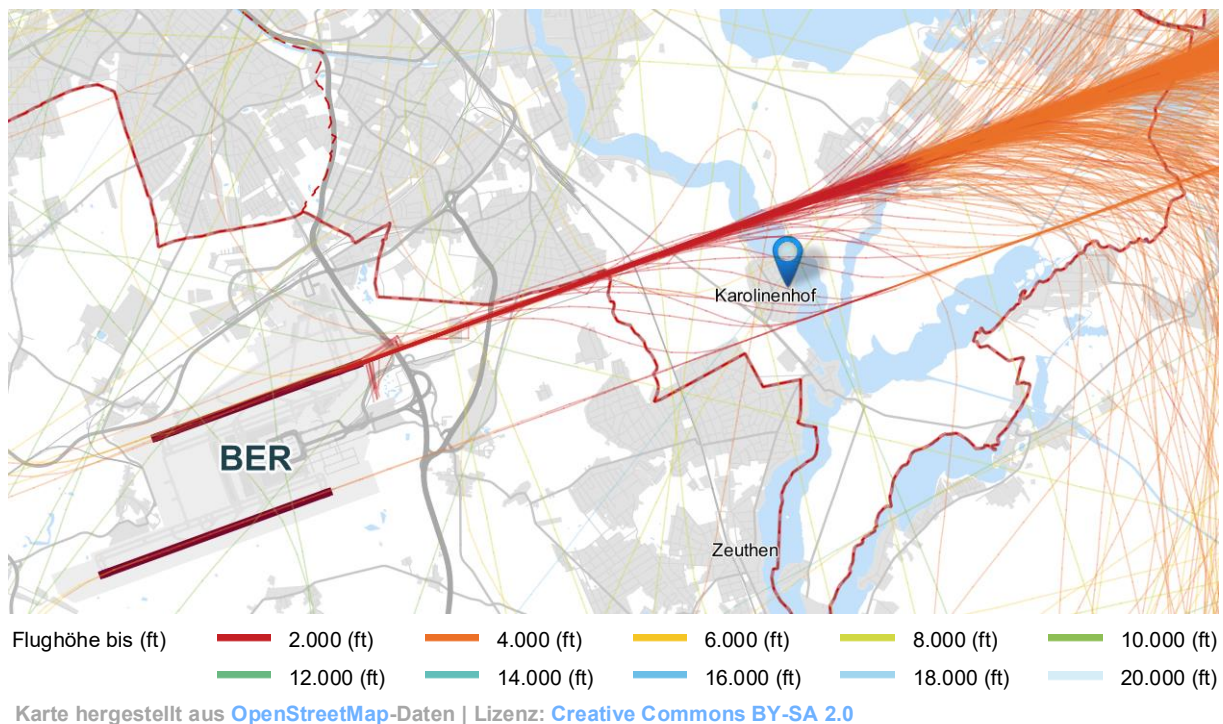 Karolinenhof
BER
Zeuthen
Flughöhe bis (ft)
2.000 (ft)
4.000 (ft)
6.000 (ft)
8.000 (ft)
10.000 (ft)
12.000 (ft)
14.000 (ft)
16.000 (ft)
18.000 (ft)
20.000 (ft)
Karte hergestellt aus OpenStreetMap-Daten | Lizenz: Creative Commons BY-SA 2.0